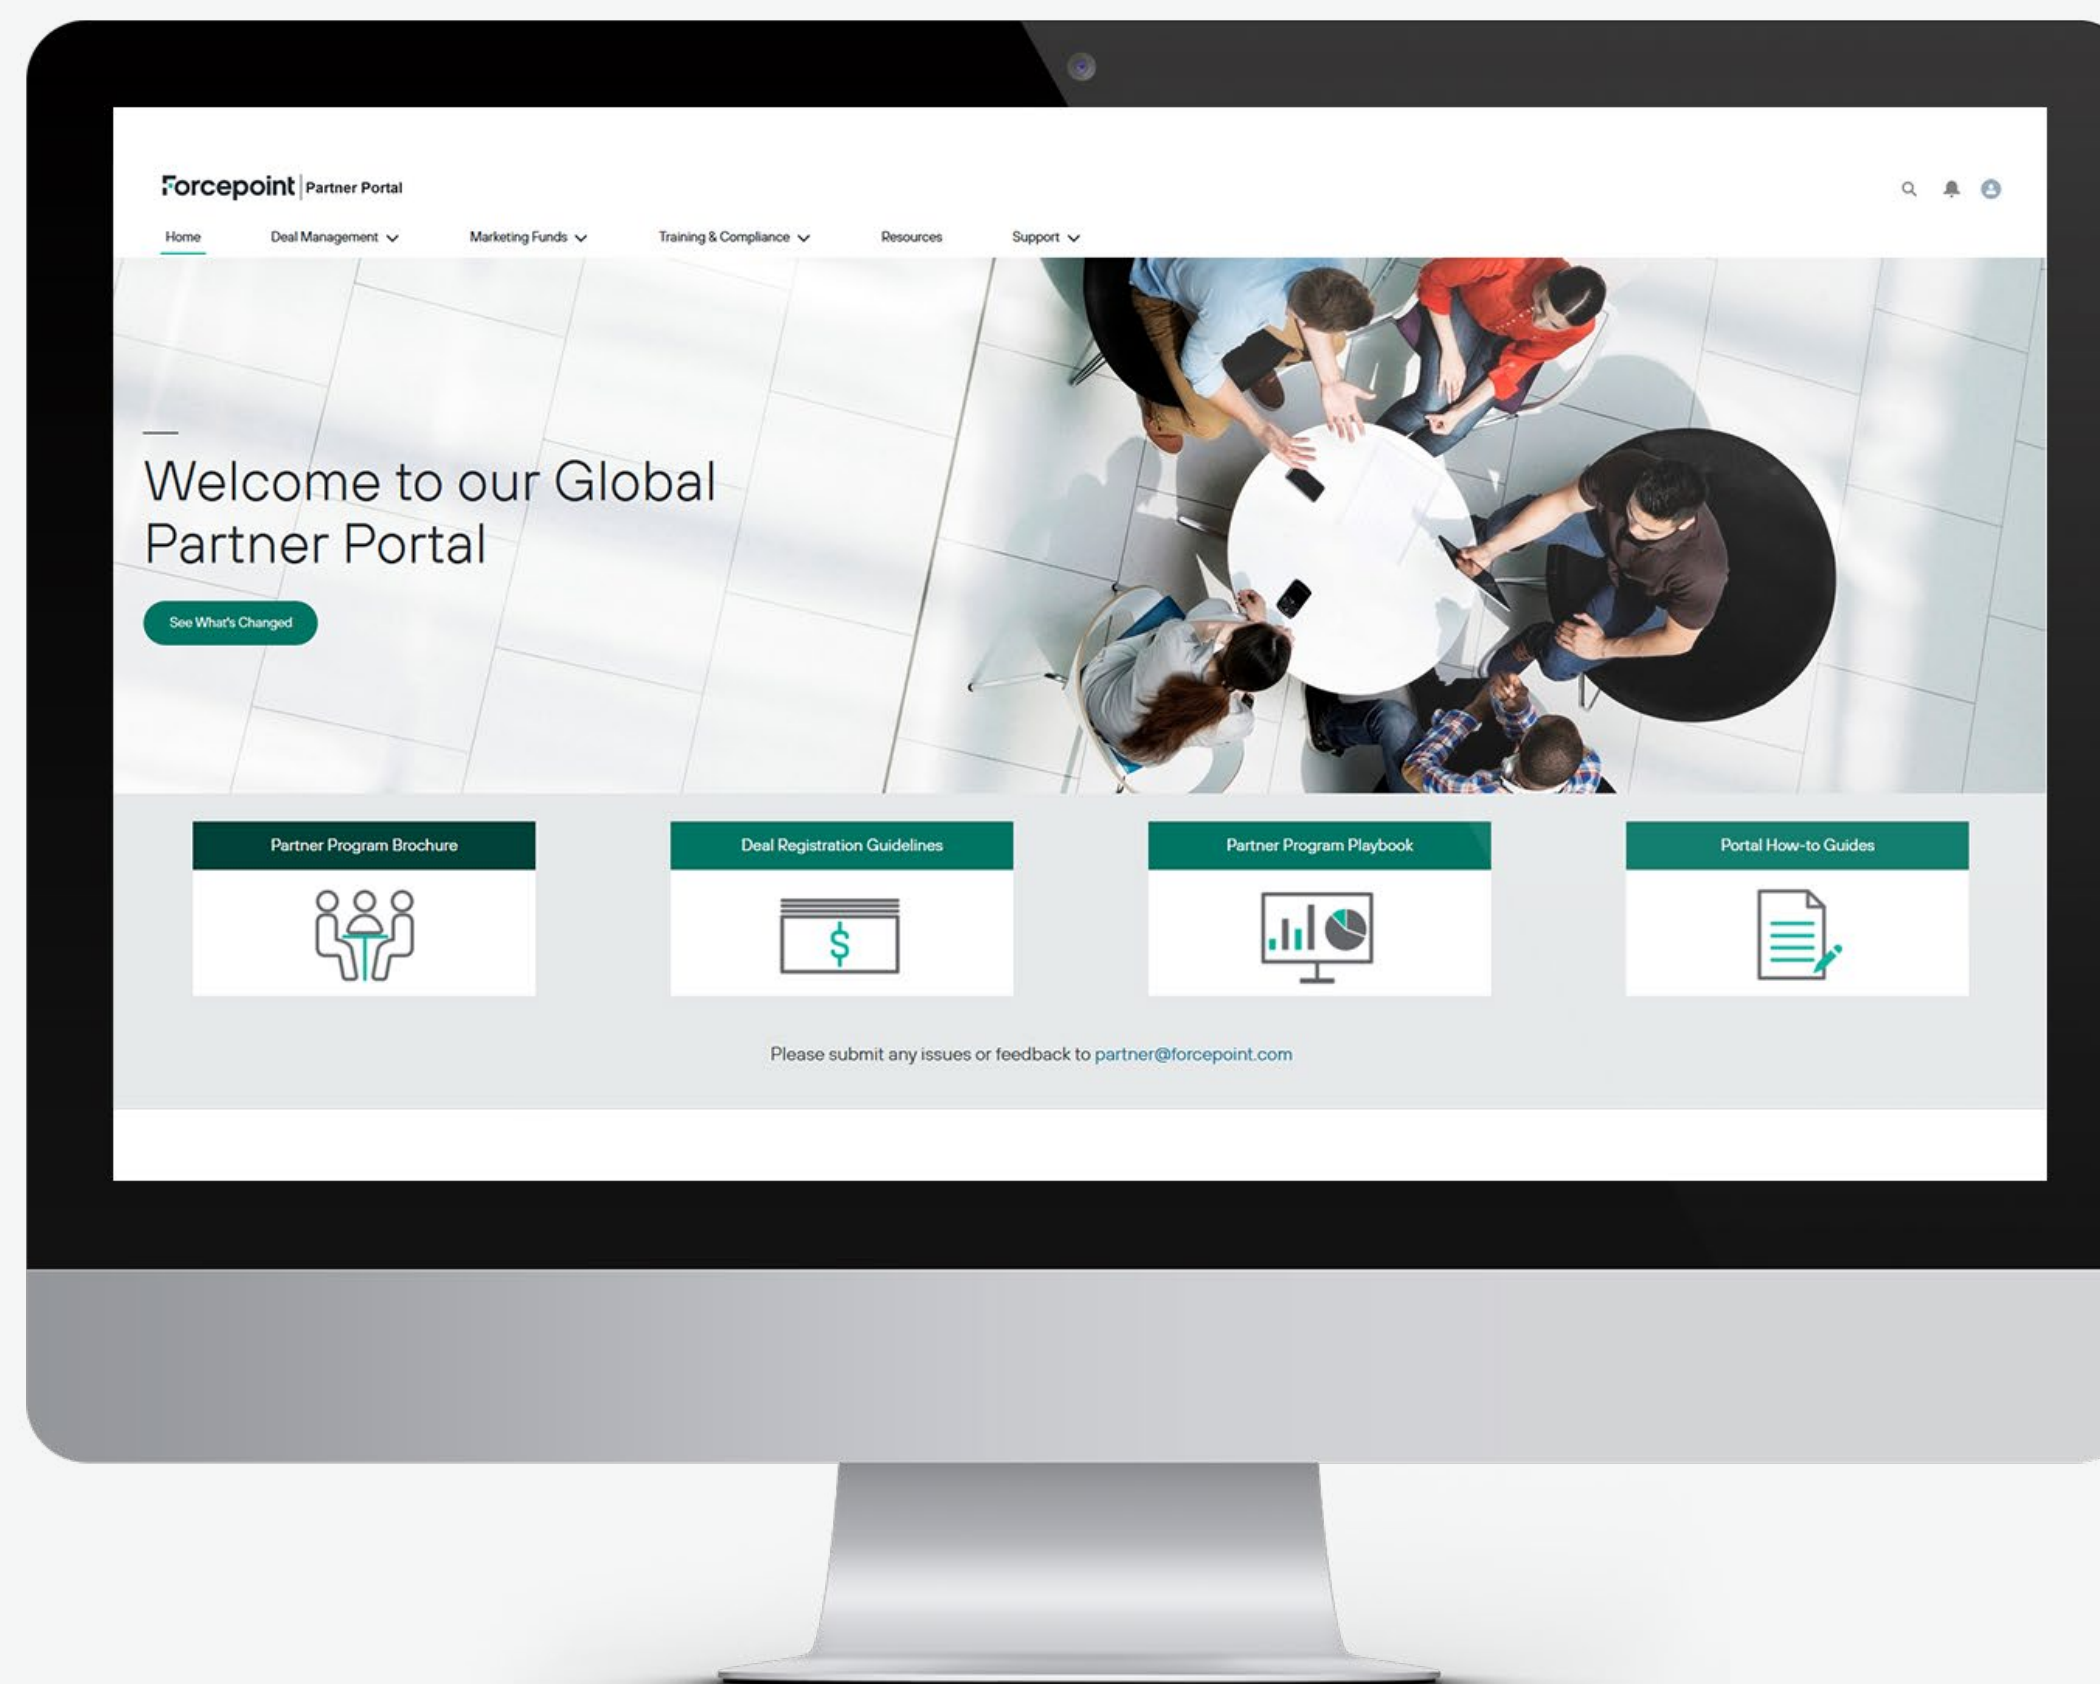 Forcepoint Partner Portal
Home Deal Management Marketing Funds Training & Compliance Resources Support
Welcome to our Global
Partner Portal
See What's Changed
Partner Program Brochure Deal Registration Guidelines Partner Program Playbook Portal How-to Guides
$
Please submit any issues or feedback to partner@forcepoint.com